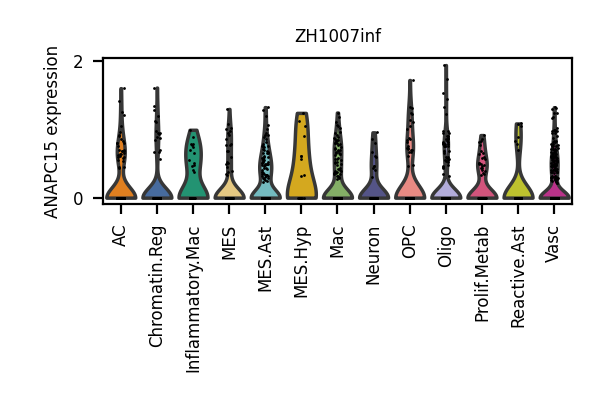 ZH1007inf
ANAPC15 expression
2
0
AC
Chromatin.Reg
Inflammatory.Mac
MES
MES.Ast
MES.Hyp
Mac
Neuron
OPC
Oligo
Prolif.Metab
Reactive.Ast
Vasc